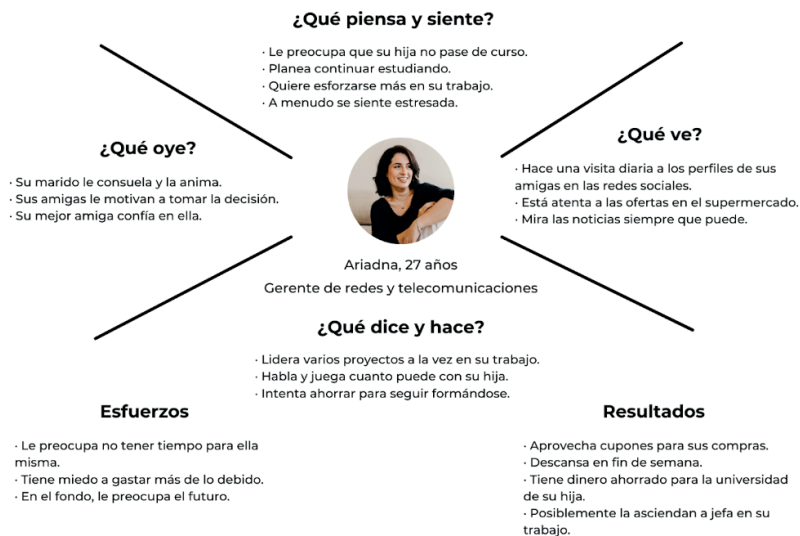 ¿Qué piensa y siente?
· Le preocupa que su hija no pase de curso.
· Planea continuar estudiando.
· Quiere esforzarse más en su trabajo.
· A menudo se siente estresada.
¿Qué oye?
· Su marido le consuela y la anima.
· Sus amigas le motivan a tomar la decisión.
· Su mejor amiga confía en ella.
¿Qué ve?
· Hace una visita diaria a los perfiles de sus
amigas en las redes sociales.
· Está atenta a las ofertas en el supermercado.
· Mira las noticias siempre que puede.
Ariadna, 27 años
Gerente de redes y telecomunicaciones
¿Qué dice y hace?
· Lidera varios proyectos a la vez en su trabajo.
· Habla y juega cuanto puede con su hija.
· Intenta ahorrar para seguir formándose.
Esfuerzos
· Le preocupa no tener tiempo para ella
misma.
· Tiene miedo a gastar más de lo debido.
· En el fondo, le preocupa el futuro.
Resultados
· Aprovecha cupones para sus compras.
· Descansa en fin de semana.
· Tiene dinero ahorrado para la universidad
de su hija.
· Posiblemente la asciendan a jefa en su
trabajo.